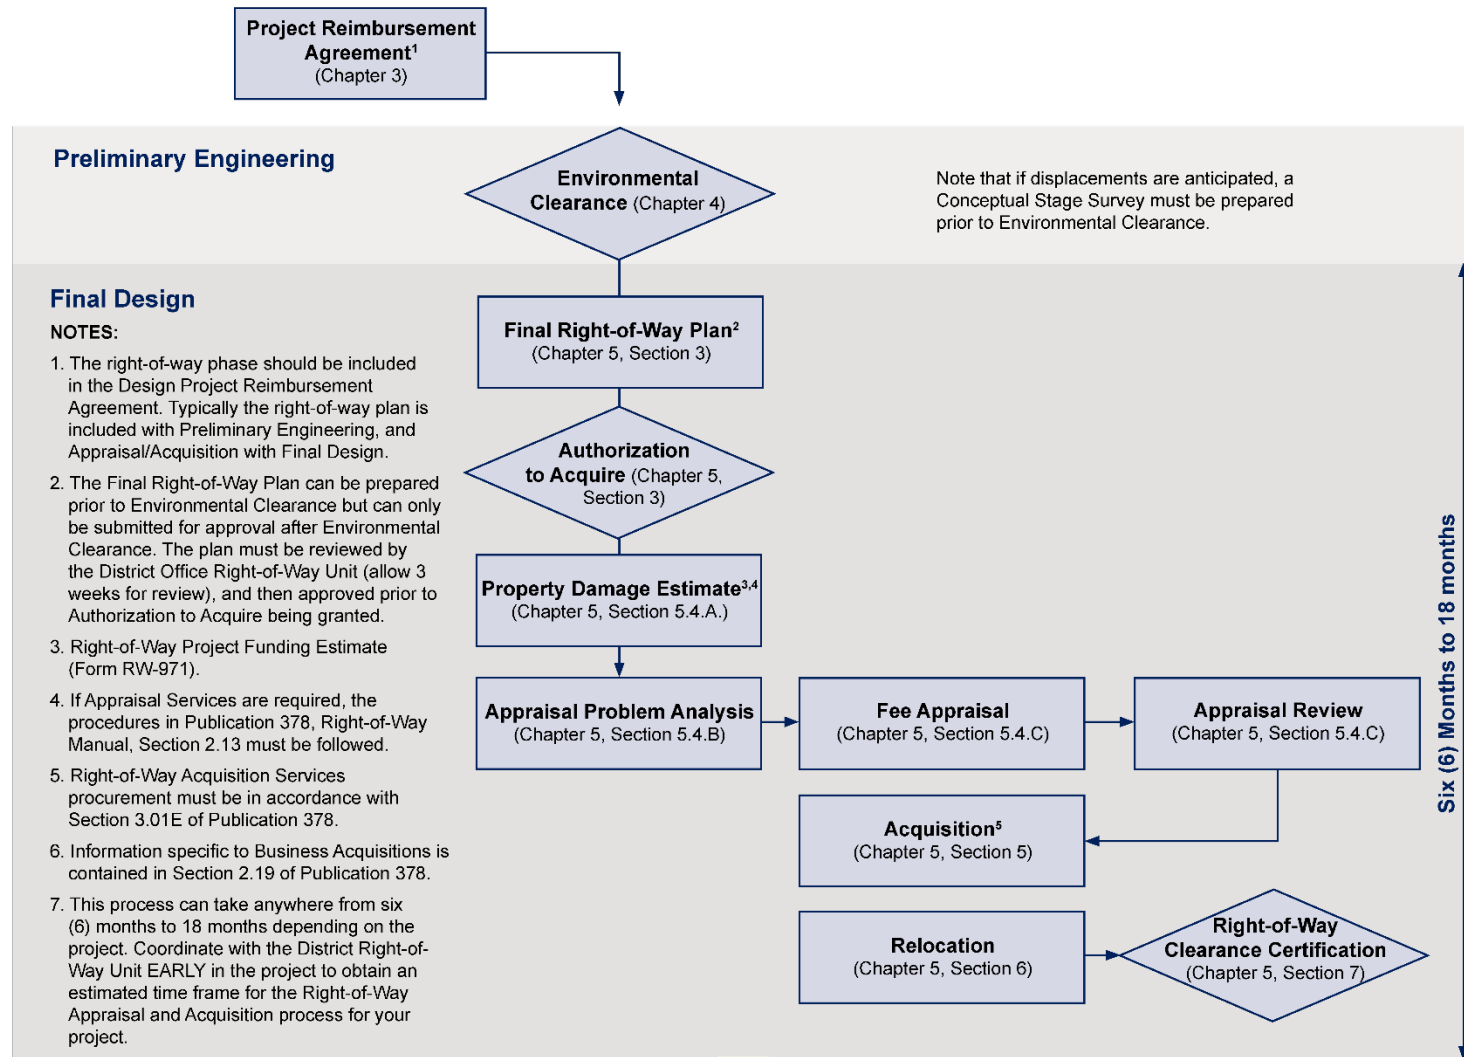 Project Reimbursement
Agreement¹
(Chapter 3)
Preliminary Engineering
Environmental
Clearance (Chapter 4)
Note that if displacements are anticipated, a
Conceptual Stage Survey must be prepared
prior to Environmental Clearance.
Final Design
NOTES:
1. The right-of-way phase should be included
in the Design Project Reimbursement
Agreement. Typically the right-of-way plan is
included with Preliminary Engineering, and
Appraisal/Acquisition with Final Design.
2. The Final Right-of-Way Plan can be prepared
prior to Environmental Clearance but can only
be submitted for approval after Environmental
Clearance. The plan must be reviewed by
the District Office Right-of-Way Unit (allow 3
weeks for review), and then approved prior to
Authorization to Acquire being granted.
3. Right-of-Way Project Funding Estimate
(Form RW-971).
4. If Appraisal Services are required, the
procedures in Publication 378, Right-of-Way
Manual, Section 2.13 must be followed.
5. Right-of-Way Acquisition Services
procurement must be in accordance with
Section 3.01E of Publication 378.
6. Information specific to Business Acquisitions is
contained in Section 2.19 of Publication 378.
7. This process can take anywhere from six
(6) months to 18 months depending on the
project. Coordinate with the District Right-of-
Way Unit EARLY in the project to obtain an
estimated time frame for the Right-of-Way
Appraisal and Acquisition process for your
project.
Final Right-of-Way Plan²
(Chapter 5, Section 3)
Authorization
to Acquire (Chapter 5,
Section 3)
Property Damage Estimate³,⁴
(Chapter 5, Section 5.4.A.)
Appraisal Problem Analysis
(Chapter 5, Section 5.4.B)
Fee Appraisal
(Chapter 5, Section 5.4.C)
Appraisal Review
(Chapter 5, Section 5.4.C)
Acquisition⁵
(Chapter 5, Section 5)
Relocation
(Chapter 5, Section 6)
Right-of-Way
Clearance Certification
(Chapter 5, Section 7)
Six (6) Months to 18 months